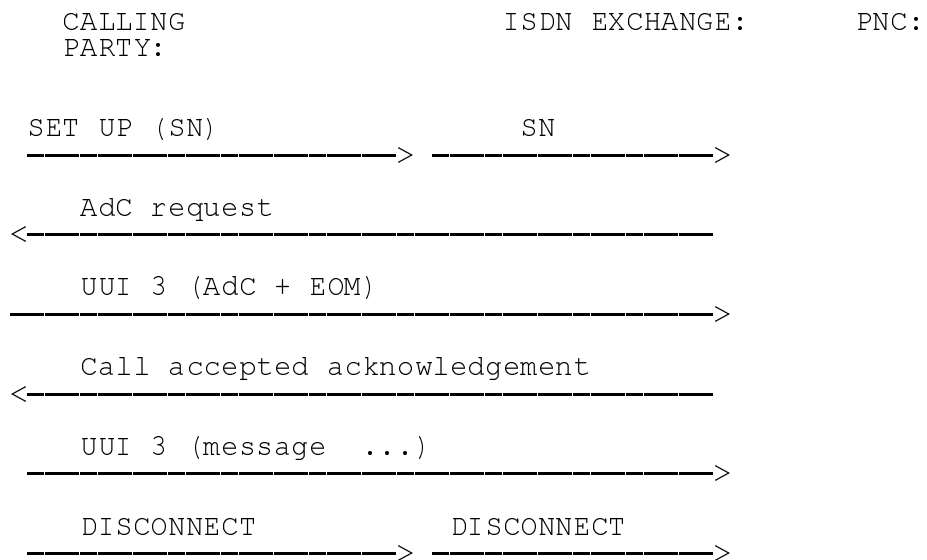 CALLING ISDN EXCHANGE: PNC:
PARTY:
SET UP (SN) SN
AdC request
UUI 3 (AdC + EOM)
Call accepted acknowledgement
UUI 3 (message ...)
DISCONNECT DISCONNECT